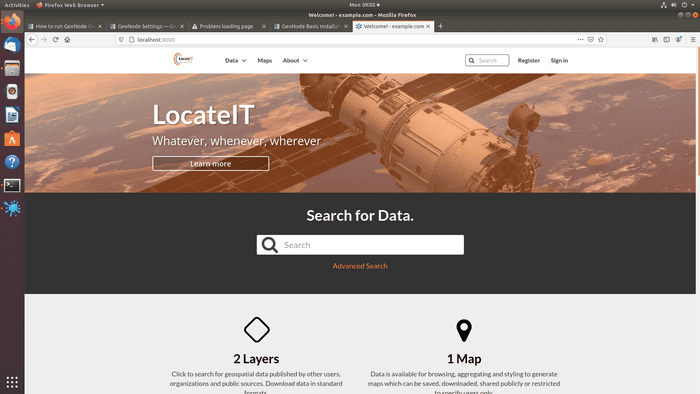 Activities Firefox Web Browser Mon 09:05
Welcome! - example.com - Mozilla Firefox
How to run GeoNode Co GeoNode Settings — Ge Problem loading page GeoNode Basic Installat Welcome! - example.com
localhost:8000
LocateIT Data Maps About Search Register Sign in
LocateIT
Whatever, whenever, wherever
Learn more
Search for Data.
Search
Advanced Search
2 Layers 1 Map
Click to search for geospatial data published by other users, Data is available for browsing, aggregating and styling to generate
organizations and public sources. Download data in standard maps which can be saved, downloaded, shared publicly or restricted
formats. to specify users only.